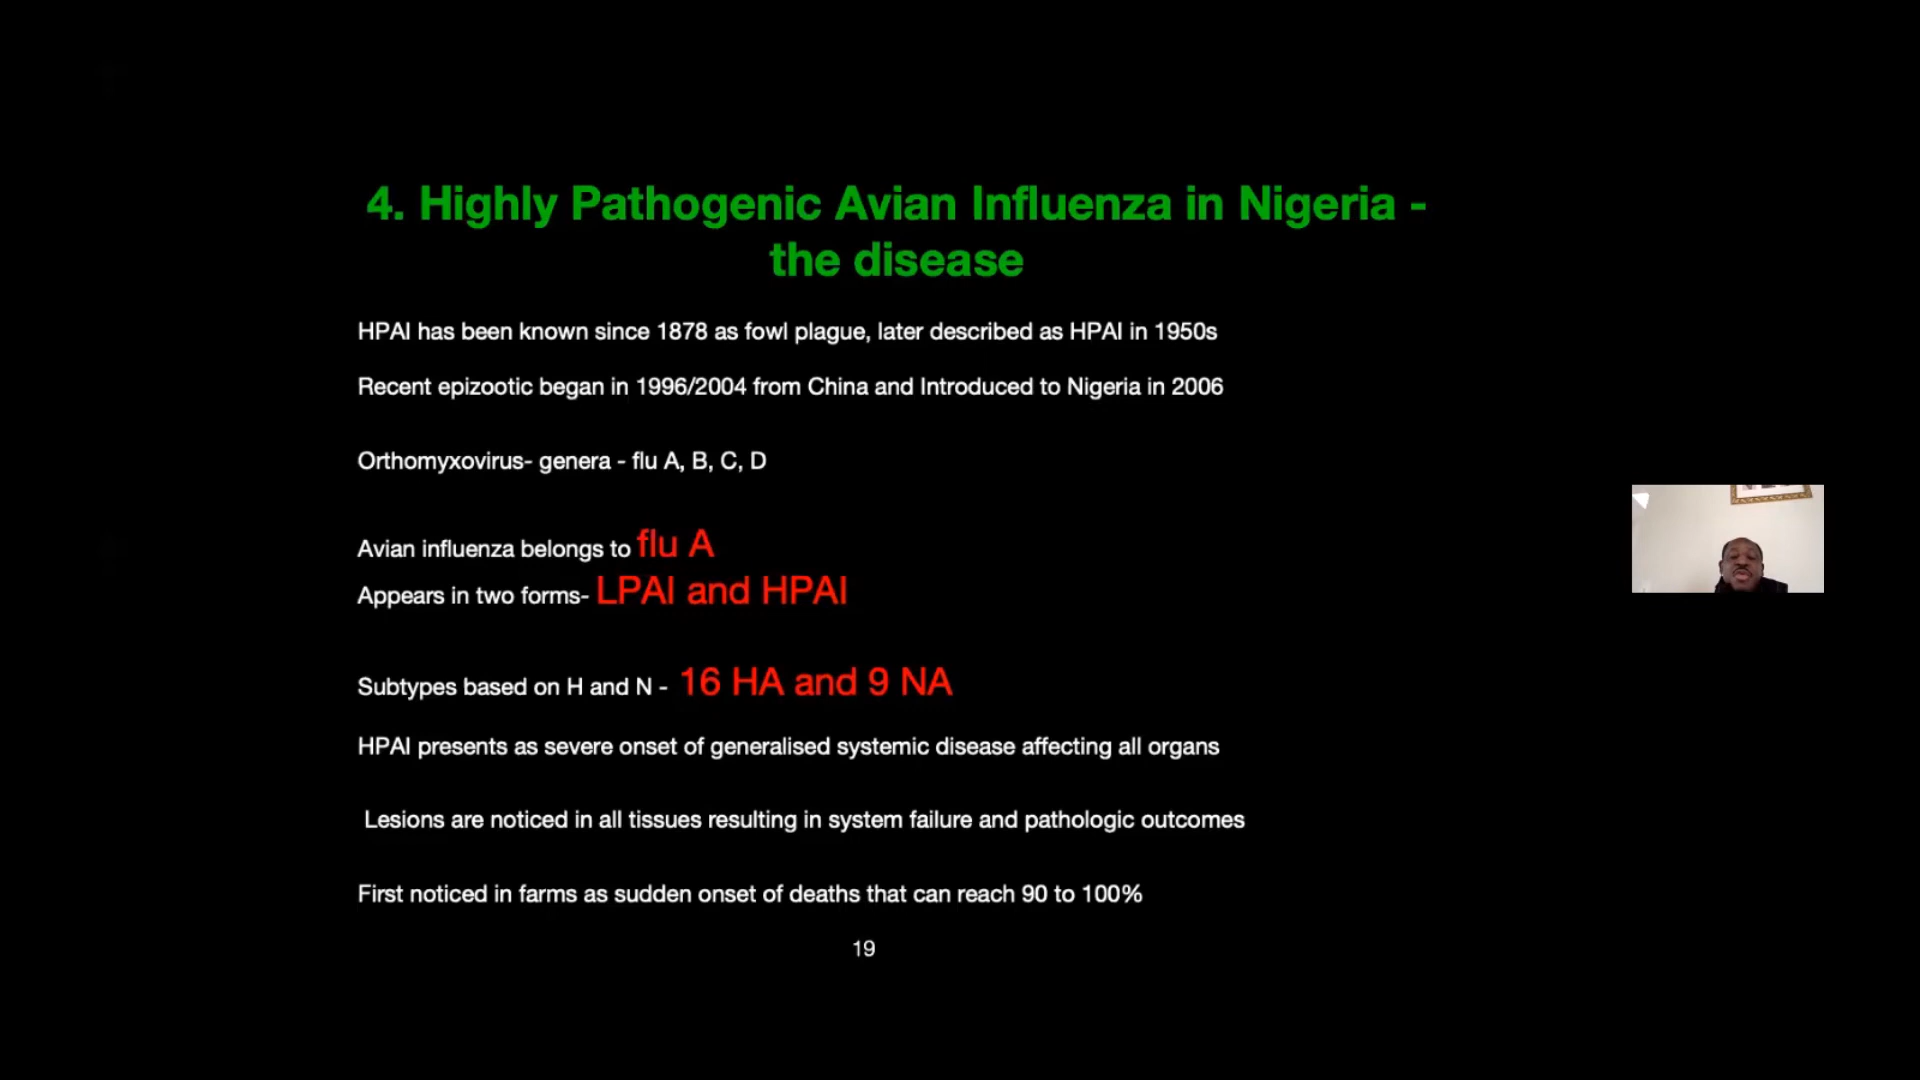 4. Highly Pathogenic Avian Influenza in Nigeria -
the disease
HPAI has been known since 1878 as fowl plague, later described as HPAI in 1950s
Recent epizootic began in 1996/2004 from China and Introduced to Nigeria in 2006
Orthomyxovirus- genera - flu A, B, C, D
Avian influenza belongs to flu A
Appears in two forms- LPAI and HPAI
Subtypes based on H and N - 16 HA and 9 NA
HPAI presents as severe onset of generalised systemic disease affecting all organs
Lesions are noticed in all tissues resulting in system failure and pathologic outcomes
First noticed in farms as sudden onset of deaths that can reach 90 to 100%
19